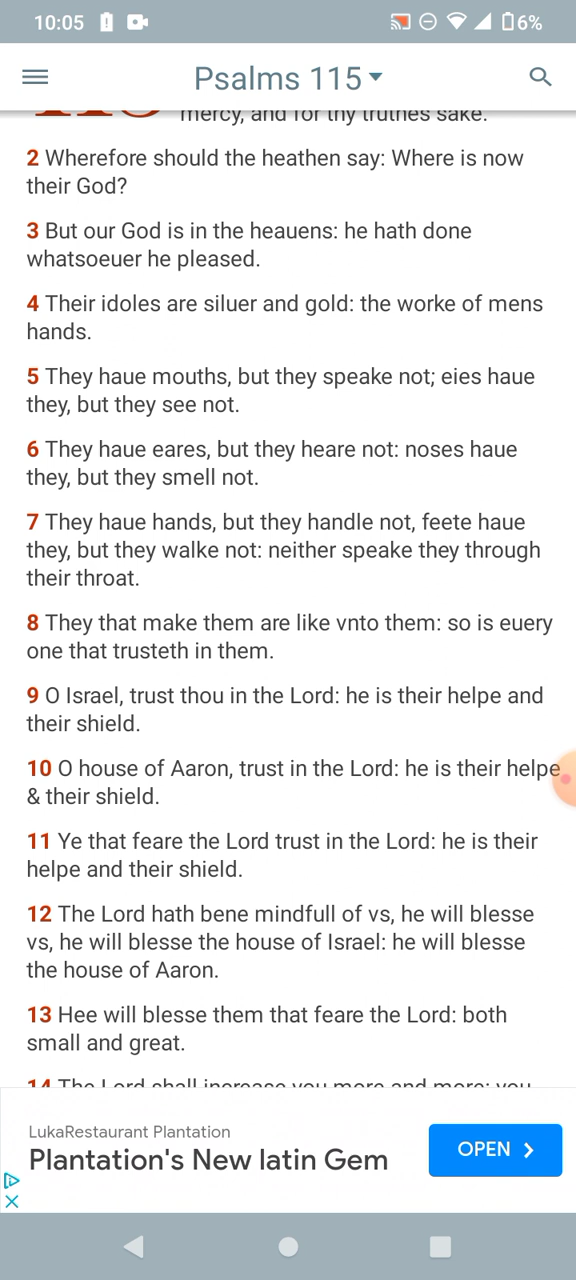 10:05 6%
Psalms 115
mercy, and for thy truthes sake.
2 Wherefore should the heathen say: Where is now
their God?
3 But our God is in the heauens: he hath done
whatsoeuer he pleased.
4 Their idoles are siluer and gold: the worke of mens
hands.
5 They haue mouths, but they speake not; eies haue
they, but they see not.
6 They haue eares, but they heare not: noses haue
they, but they smell not.
7 They haue hands, but they handle not, feete haue
they, but they walke not: neither speake they through
their throat.
8 They that make them are like vnto them: so is euery
one that trusteth in them.
9 O Israel, trust thou in the Lord: he is their helpe and
their shield.
10 O house of Aaron, trust in the Lord: he is their helpe
& their shield.
11 Ye that feare the Lord trust in the Lord: he is their
helpe and their shield.
12 The Lord hath bene mindfull of vs, he will blesse
vs, he will blesse the house of Israel: he will blesse
the house of Aaron.
13 Hee will blesse them that feare the Lord: both
small and great.
14 The Lord shall increase you more and more: you
LukaRestaurant Plantation
Plantation's New latin Gem
OPEN